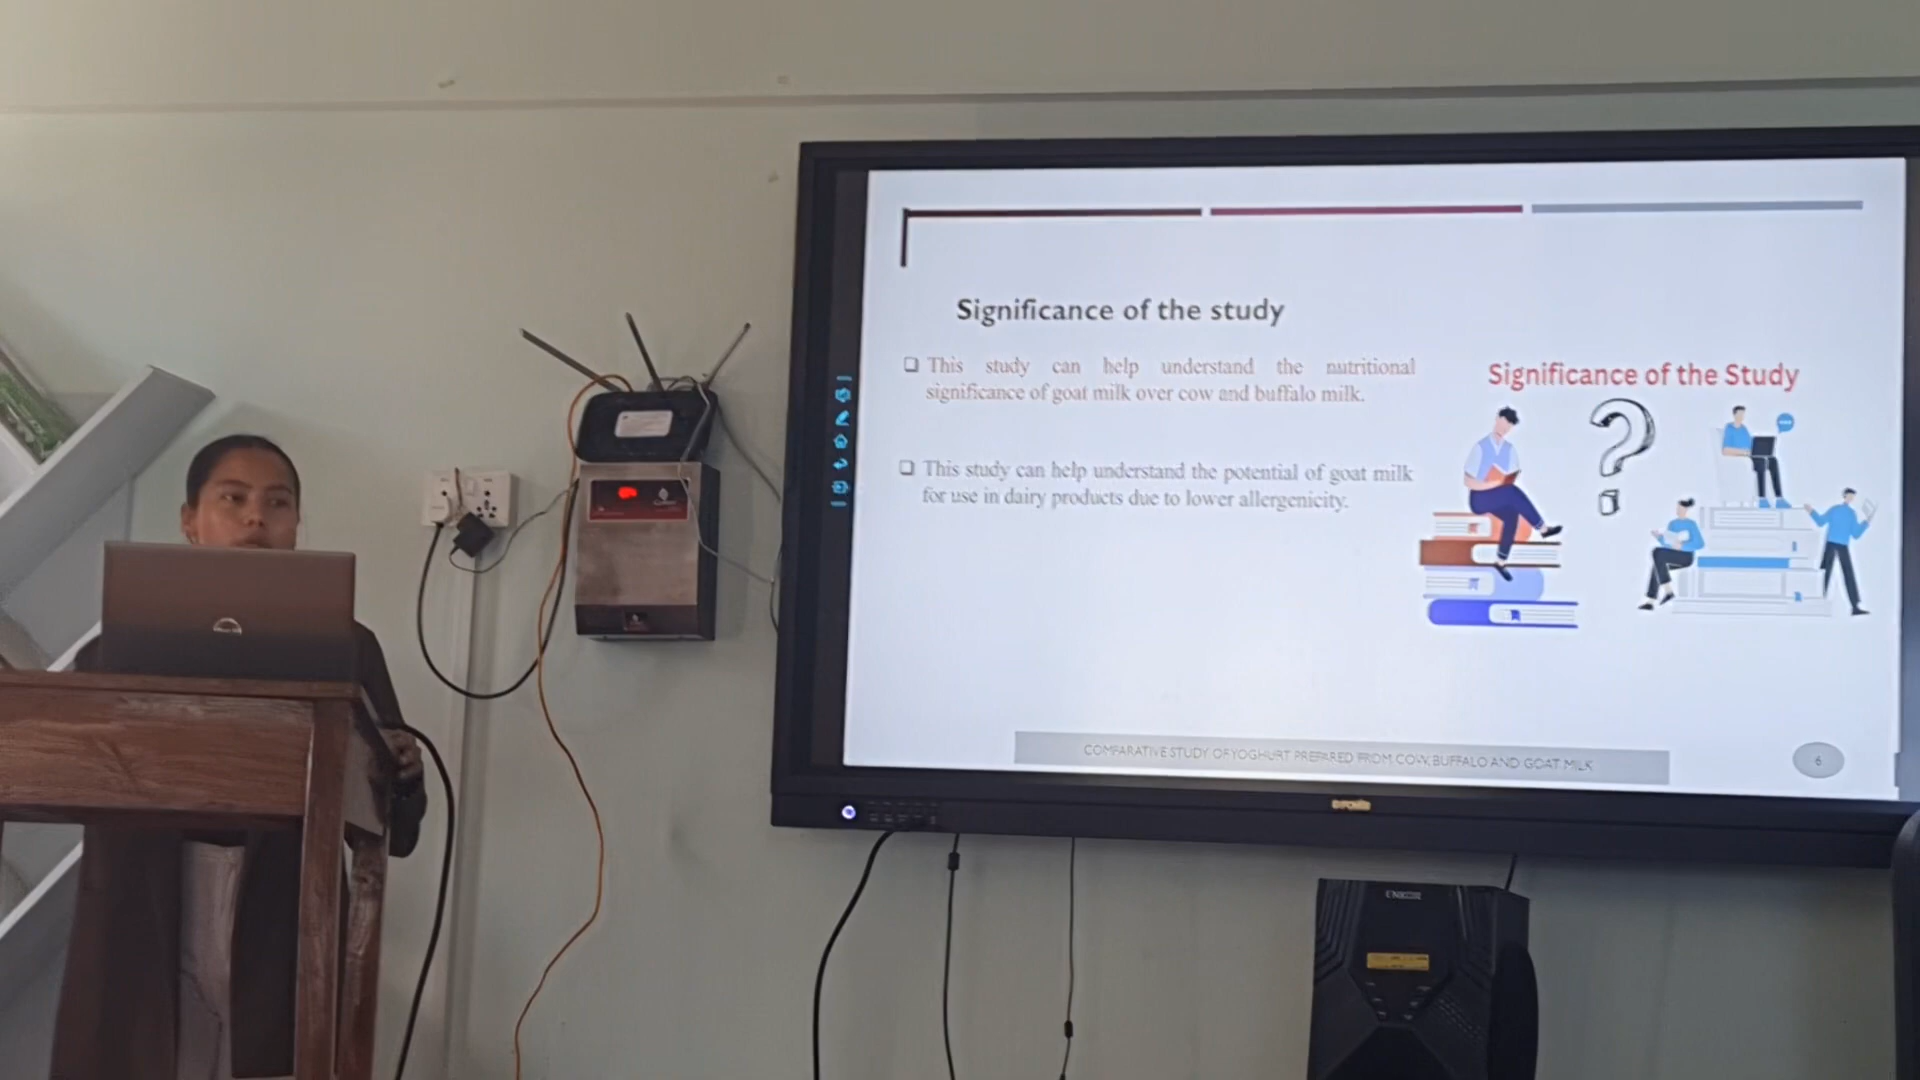 Significance of the study
❑ This study can help understand the nutritional
significance of goat milk over cow and buffalo milk.
❑ This study can help understand the potential of goat milk
for use in dairy products due to lower allergenicity.
Significance of the Study
?
COMPARATIVE STUDY OF YOGHURT PREPARED FROM COW, BUFFALO AND GOAT MILK
6